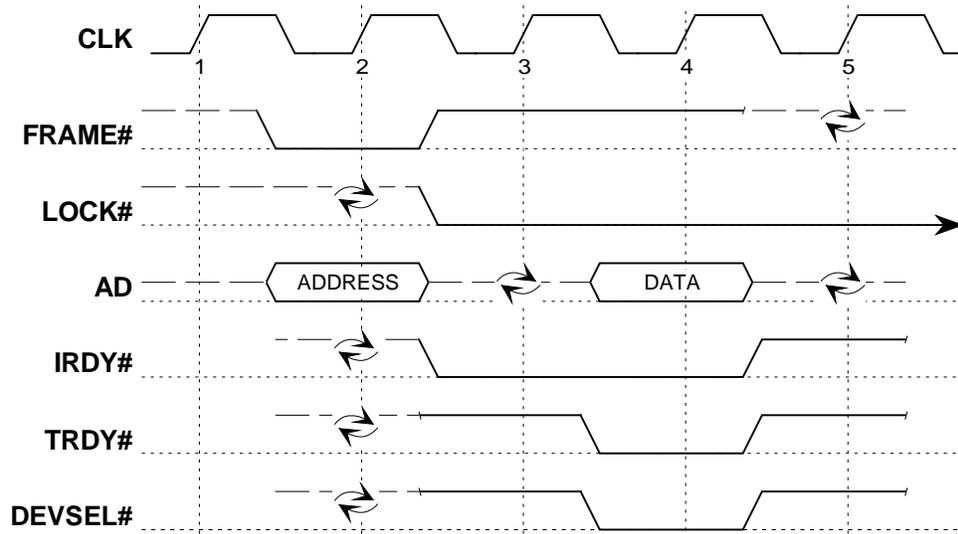 CLK
1 2 3 4 5
FRAME#
LOCK#
AD ADDRESS DATA
IRDY#
TRDY#
DEVSEL#